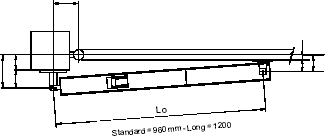 Lo
Standard = 960 mm - Long = 1200